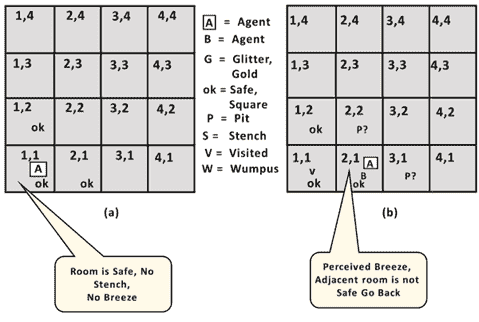 1,4 2,4 3,4 4,4
1,3 2,3 3,3 4,3
1,2 2,2 3,2 4,2
ok
1,1 2,1 3,1 4,1
A
ok ok
(a)
Room is Safe, No
Stench,
No Breeze
A = Agent
B = Agent
G = Glitter,
Gold
ok = Safe,
Square
P = Pit
S = Stench
V = Visited
W = Wumpus
1,4 2,4 3,4 4,4
1,3 2,3 3,3 4,3
1,2 2,2 3,2 4,2
ok P?
1,1 2,1 A 3,1 4,1
v B P?
ok ok
(b)
Perceived Breeze,
Adjacent room is not
Safe Go Back